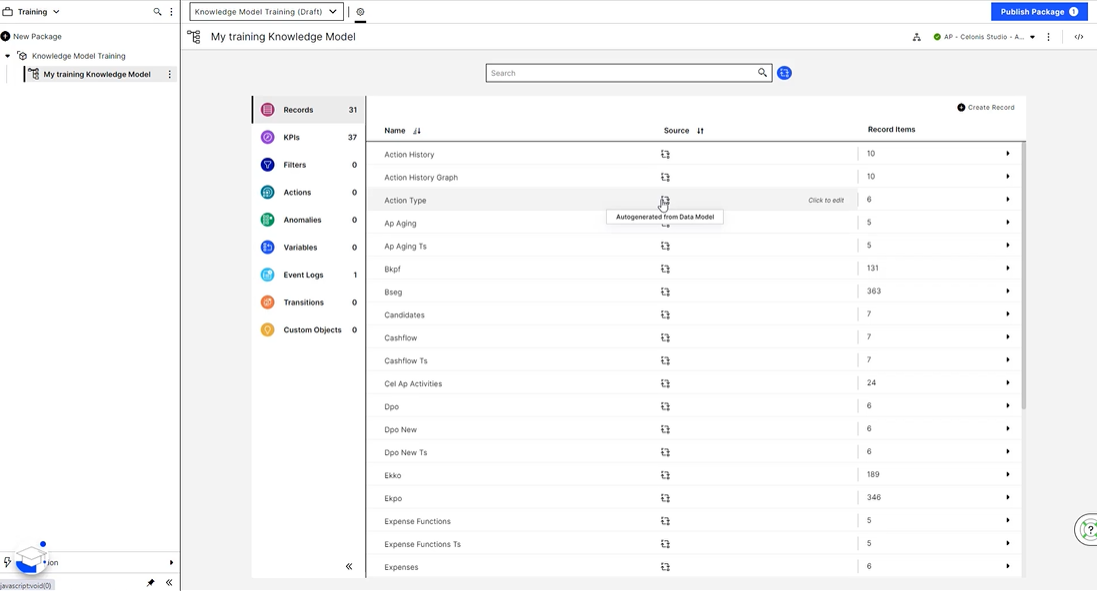 Training
Knowledge Model Training (Draft)
Publish Package 1
New Package
My training Knowledge Model
AP - Celonis Studio - A...
</>
Knowledge Model Training
My training Knowledge Model
Search
Records 31
KPIs 37
Filters 0
Actions 0
Anomalies 0
Variables 0
Event Logs 1
Transitions 0
Custom Objects 0
Create Record
Name Source Record Items
Action History 10
Action History Graph 10
Action Type Click to edit 6
Autogenerated from Data Model
Ap Aging 5
Ap Aging Ts 5
Bkpf 131
Bseg 363
Candidates 7
Cashflow 7
Cashflow Ts 7
Cel Ap Activities 24
Dpo 6
Dpo New 6
Dpo New Ts 6
Ekko 189
Ekpo 346
Expense Functions 5
Expense Functions Ts 5
Expenses 6
?
ion
javascript:void(0)